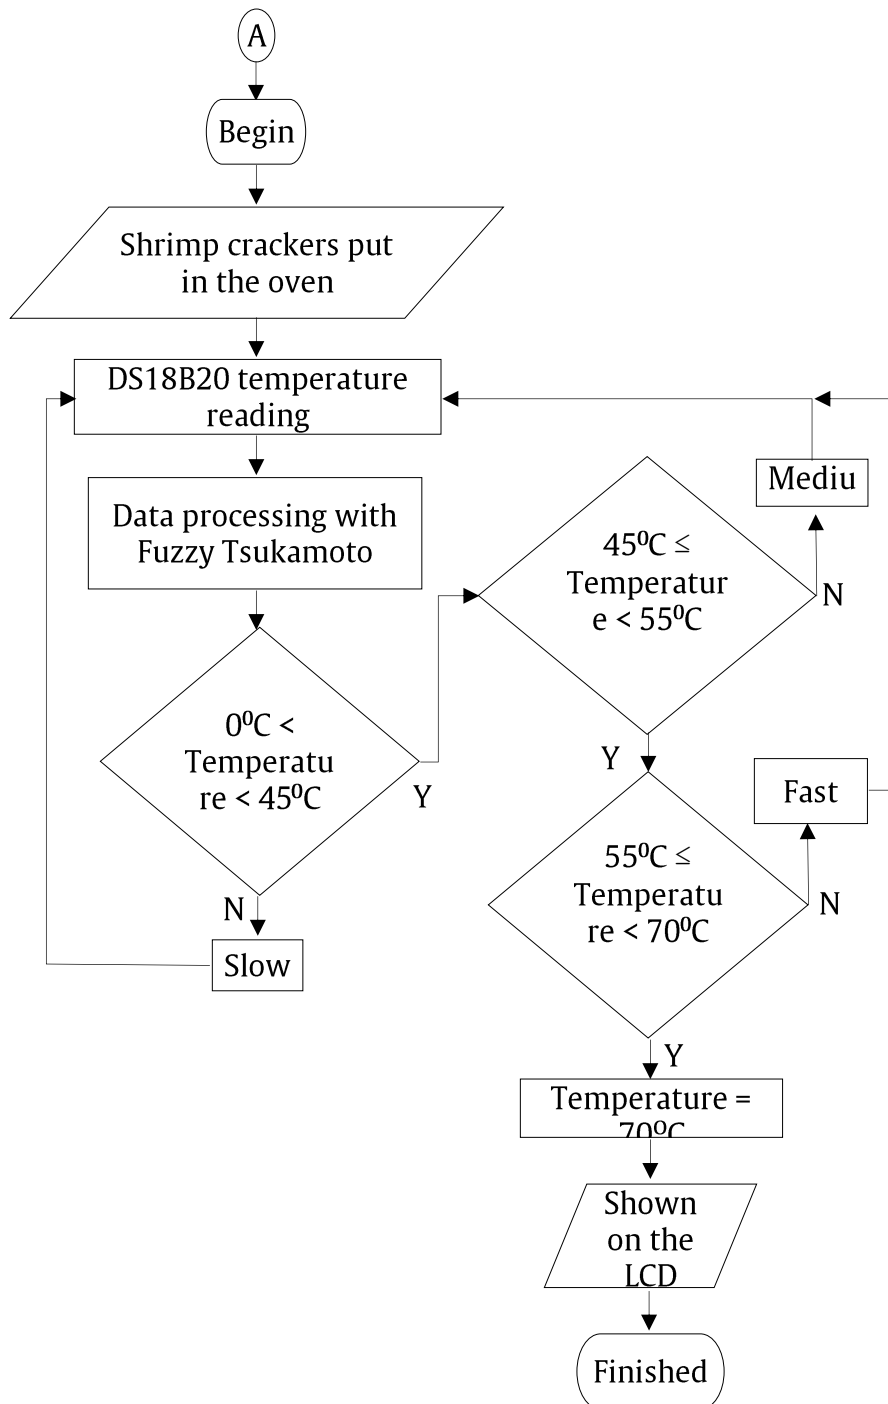 A
Begin
Shrimp crackers put
in the oven
DS18B20 temperature
reading
Data processing with
Fuzzy Tsukamoto
0⁰C <
Temperatu
re < 45⁰C
Y
N
Slow
45⁰C ≤
Temperatur
e < 55⁰C
N
Mediu
Y
55⁰C ≤
Temperatu
re < 70⁰C
N
Fast
Y
Temperature =
70⁰C
Shown
on the
LCD
Finished